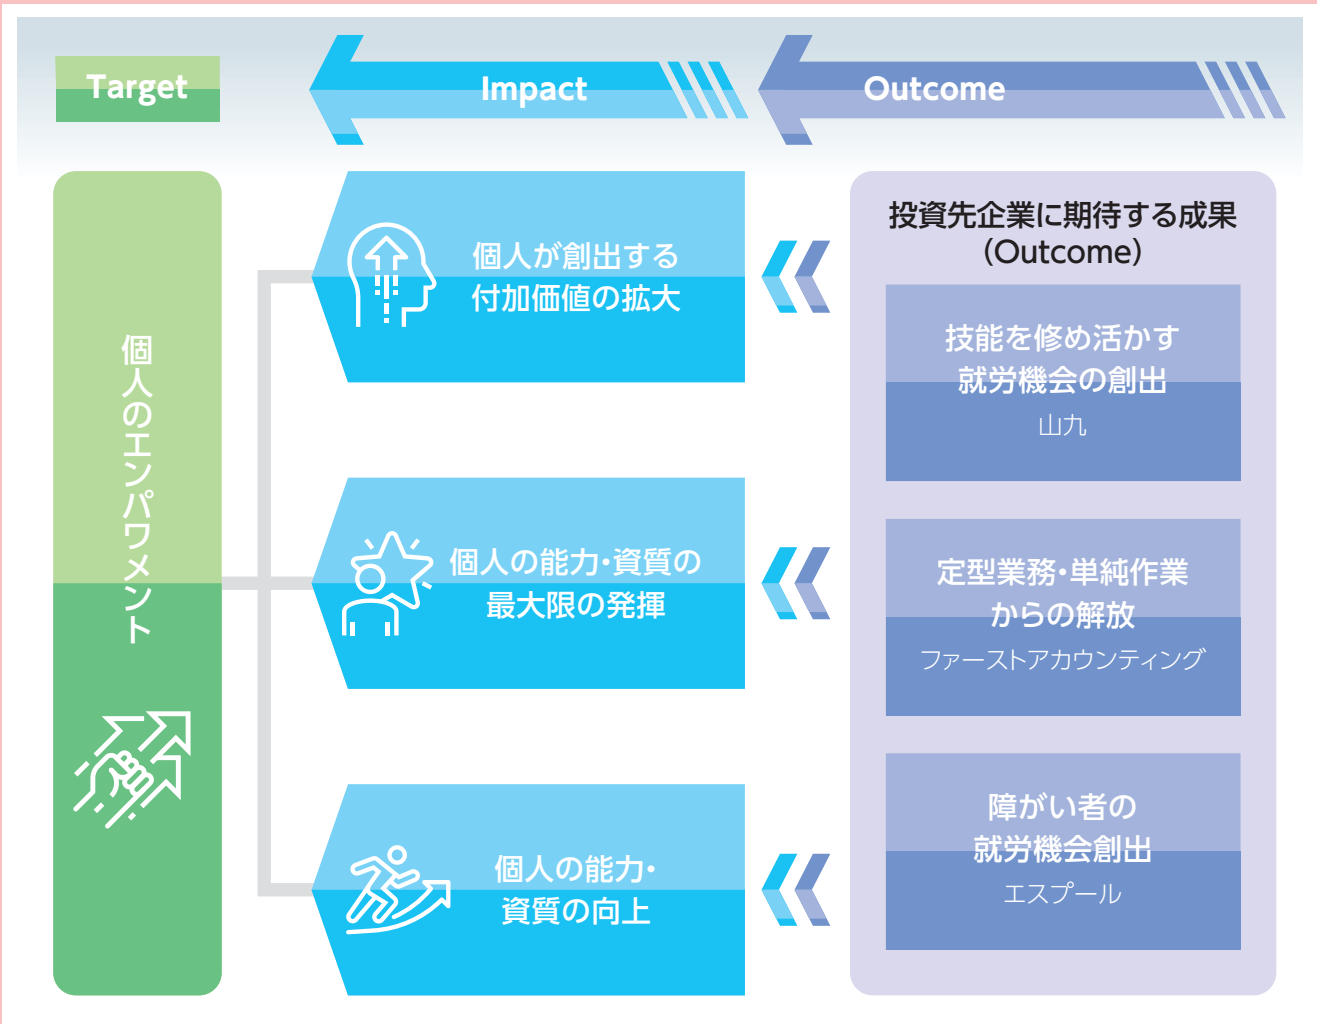 Target
Impact
Outcome
個人のエンパワメント
個人が創出する
付加価値の拡大
個人の能力・資質の
最大限の発揮
個人の能力・
資質の向上
投資先企業に期待する成果
（Outcome）
技能を修め活かす
就労機会の創出
山九
定型業務・単純作業
からの解放
ファーストアカウンティング
障がい者の
就労機会創出
エスプール